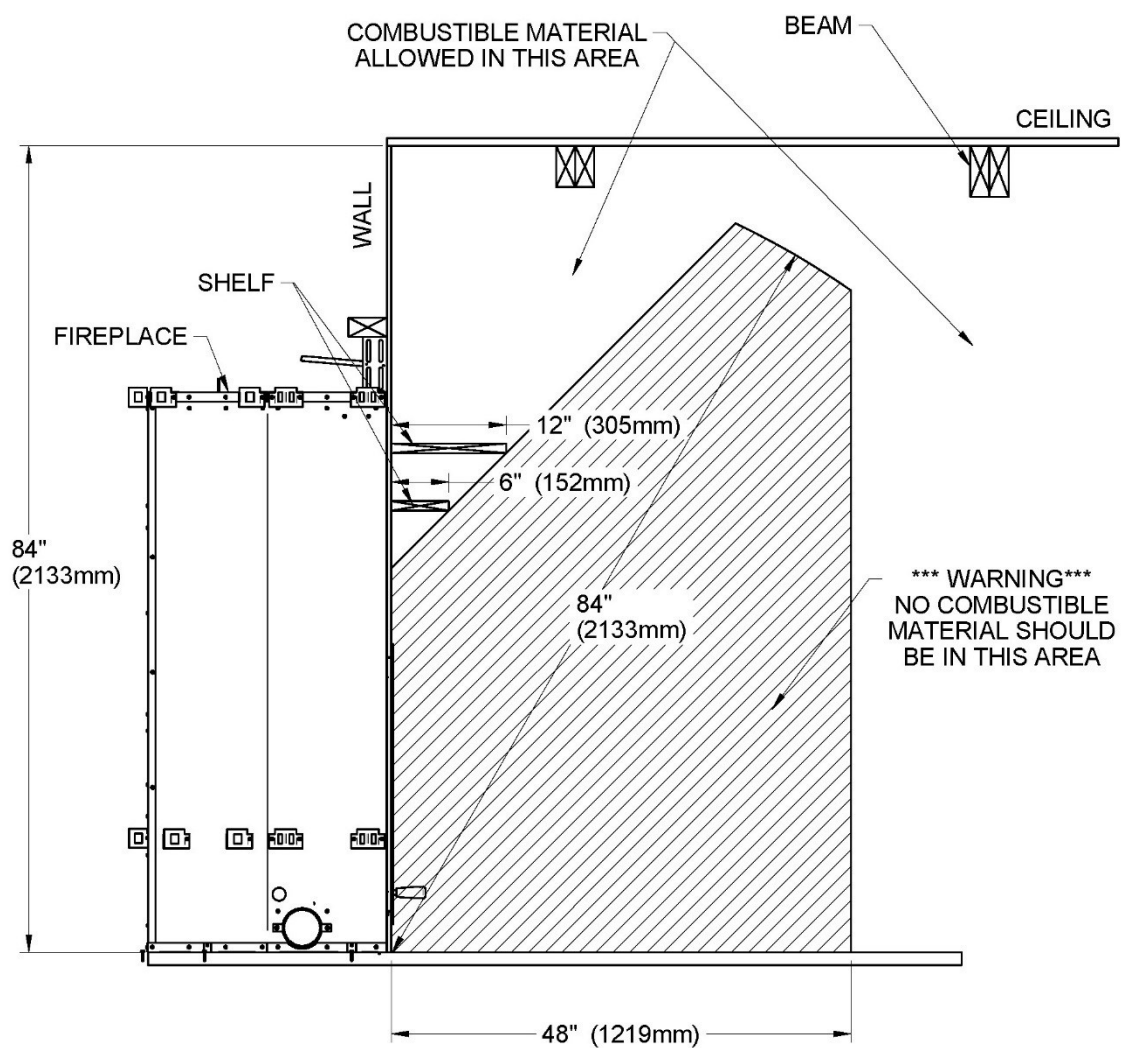 COMBUSTIBLE MATERIAL
ALLOWED IN THIS AREA
BEAM
CEILING
WALL
SHELF
FIREPLACE
12" (305mm)
6" (152mm)
84"
(2133mm)
84"
(2133mm)
*** WARNING***
NO COMBUSTIBLE
MATERIAL SHOULD
BE IN THIS AREA
48" (1219mm)